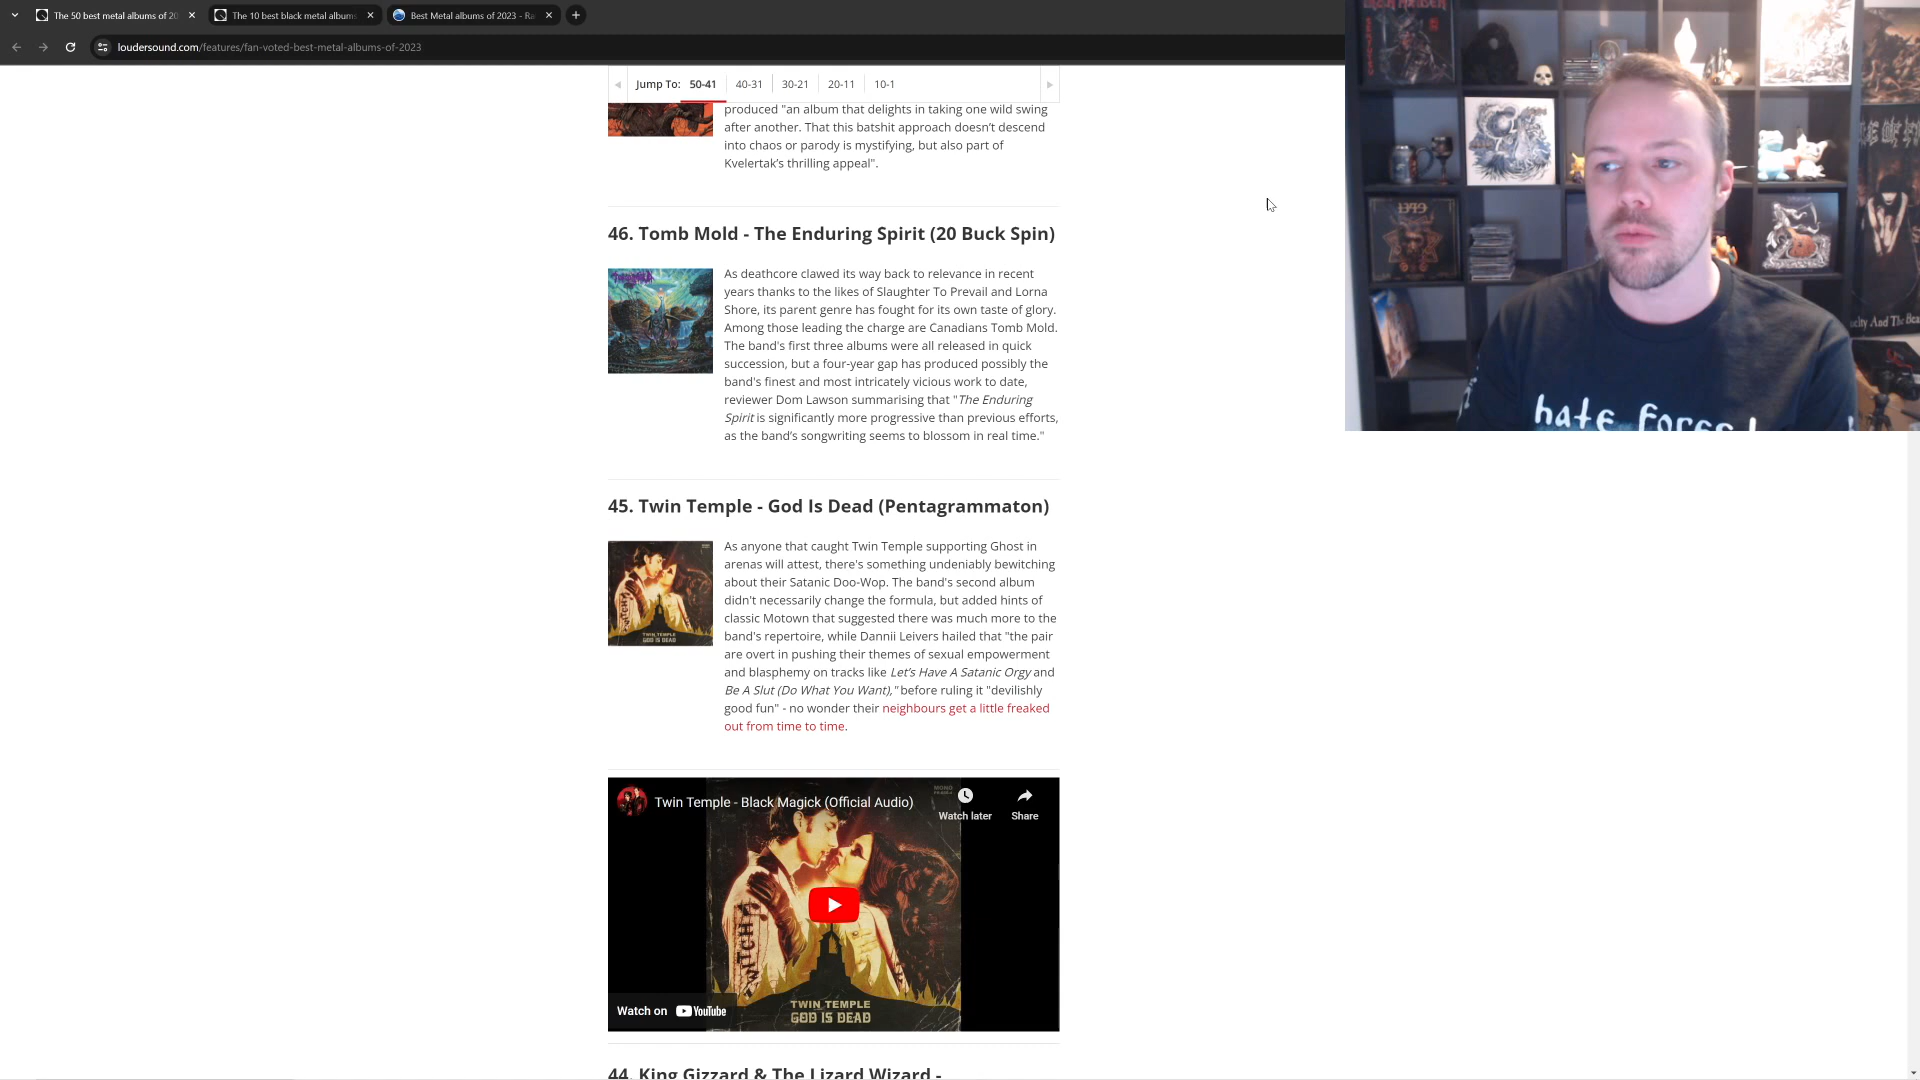 The 50 best metal albums of 20
The 10 best black metal albums
Best Metal albums of 2023 - Ra
loudersound.com/features/fan-voted-best-metal-albums-of-2023
Jump To: 50-41 40-31 30-21 20-11 10-1
produced "an album that delights in taking one wild swing
after another. That this batshit approach doesn’t descend
into chaos or parody is mystifying, but also part of
Kvelertak’s thrilling appeal".
46. Tomb Mold - The Enduring Spirit (20 Buck Spin)
As deathcore clawed its way back to relevance in recent
years thanks to the likes of Slaughter To Prevail and Lorna
Shore, its parent genre has fought for its own taste of glory.
Among those leading the charge are Canadians Tomb Mold.
The band's first three albums were all released in quick
succession, but a four-year gap has produced possibly the
band's finest and most intricately vicious work to date,
reviewer Dom Lawson summarising that "The Enduring
Spirit is significantly more progressive than previous efforts,
as the band’s songwriting seems to blossom in real time."
45. Twin Temple - God Is Dead (Pentagrammaton)
As anyone that caught Twin Temple supporting Ghost in
arenas will attest, there's something undeniably bewitching
about their Satanic Doo-Wop. The band's second album
didn't necessarily change the formula, but added hints of
classic Motown that suggested there was much more to the
band's repertoire, while Dannii Leivers hailed that "the pair
are overt in pushing their themes of sexual empowerment
and blasphemy on tracks like Let’s Have A Satanic Orgy and
Be A Slut (Do What You Want)," before ruling it "devilishly
good fun" - no wonder their neighbours get a little freaked
out from time to time.
TWIN TEMPLE
GOD IS DEAD
Twin Temple - Black Magick (Official Audio)
MONO
Watch later
Share
WITCH
TWIN TEMPLE
GOD IS DEAD
Watch on YouTube
44. King Gizzard & The Lizard Wizard -
1349
elty And The Bea
hate forest